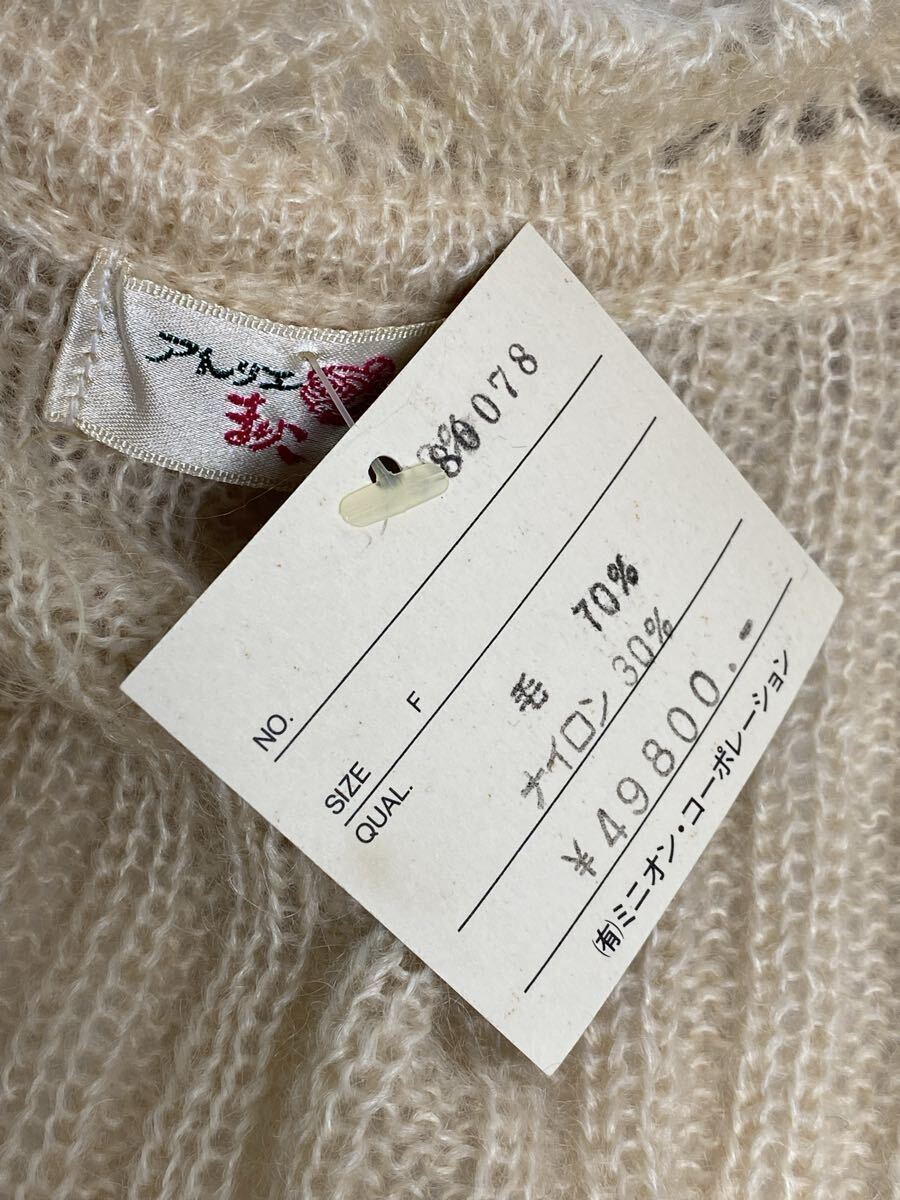 アトリエ
NO. 80078
SIZE F
QUAL. 毛 70%
ナイロン 30%
¥49800.-
(有)ミニオン・コーポレーション